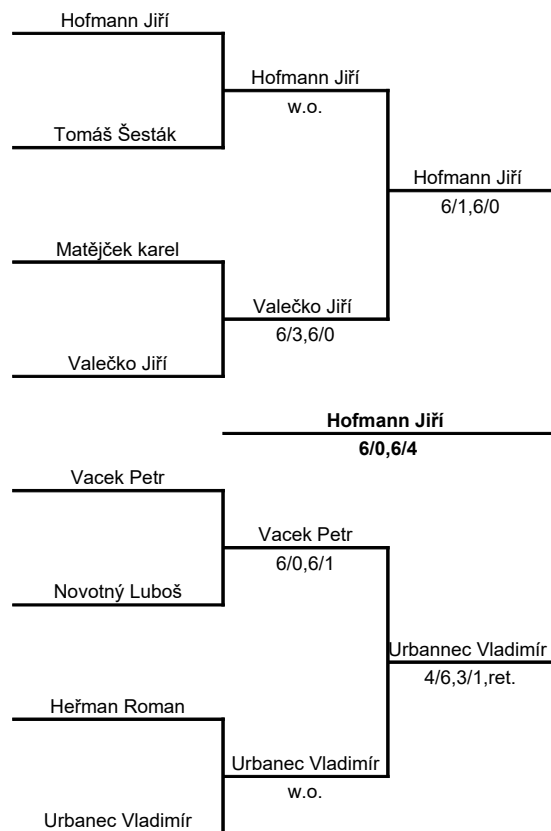 Hofmann Jiří
Hofmann Jiří
w.o.
Tomáš Šesták
Hofmann Jiří
6/1,6/0
Matějček karel
Valečko Jiří
6/3,6/0
Valečko Jiří
Hofmann Jiří
6/0,6/4
Vacek Petr
Vacek Petr
6/0,6/1
Novotný Luboš
Urbannec Vladimír
4/6,3/1,ret.
Heřman Roman
Urbanec Vladimír
w.o.
Urbanec Vladimír